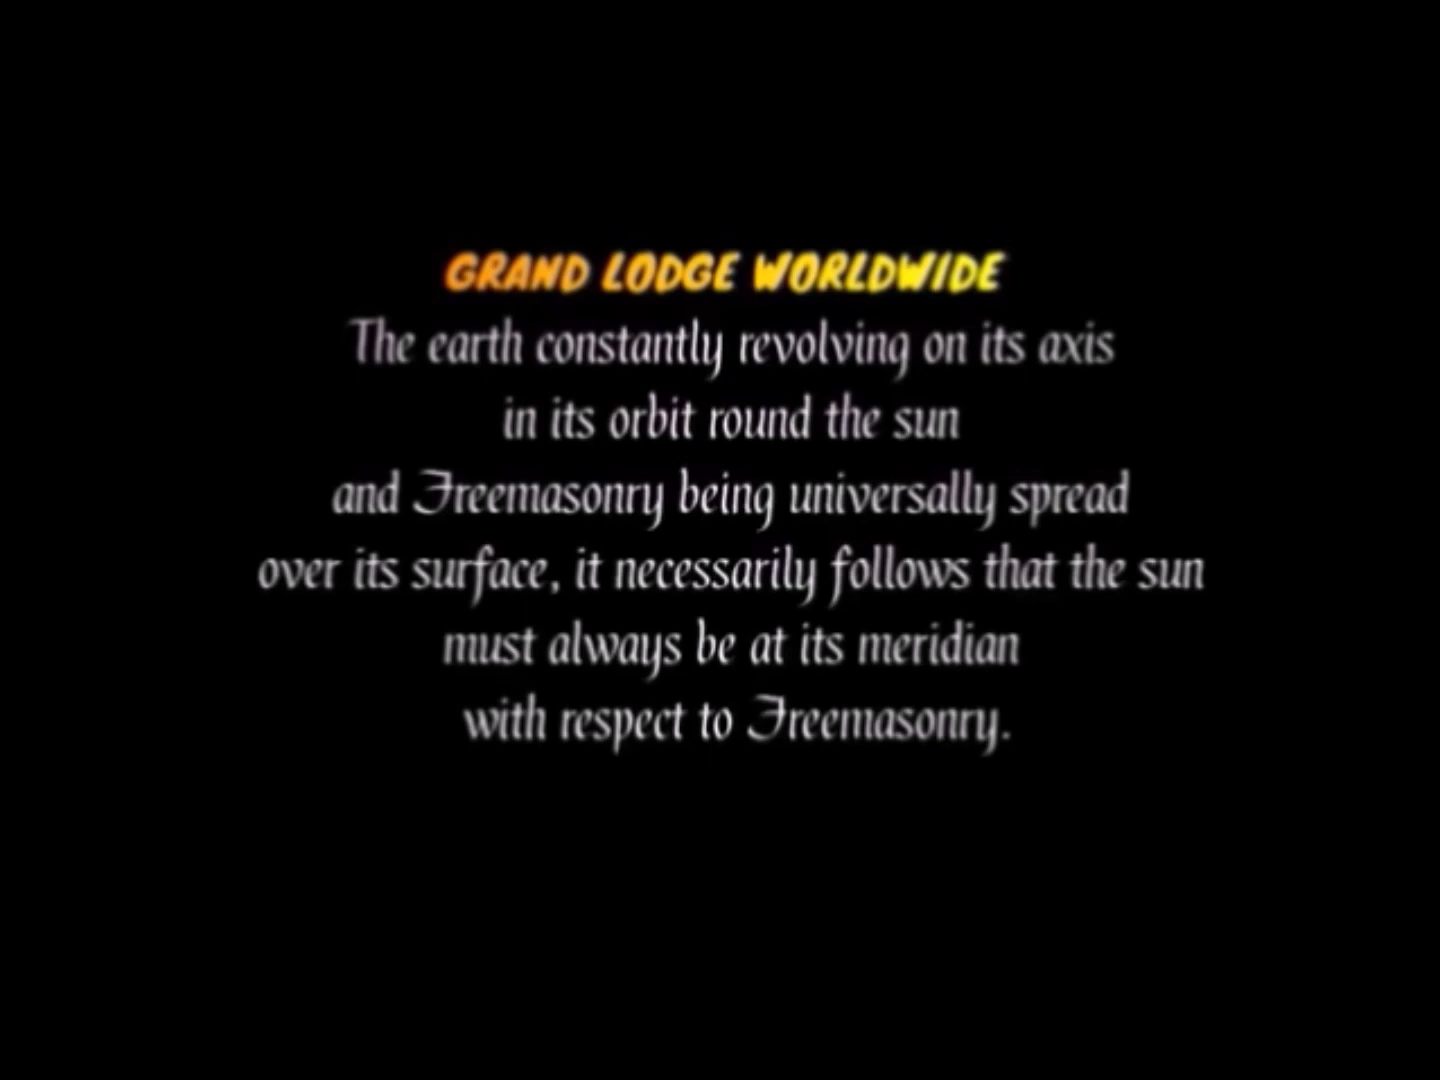 GRAND LODGE WORLDWIDE
The earth constantly revolving on its axis
in its orbit round the sun
and Freemasonry being universally spread
over its surface, it necessarily follows that the sun
must always be at its meridian
with respect to Freemasonry.